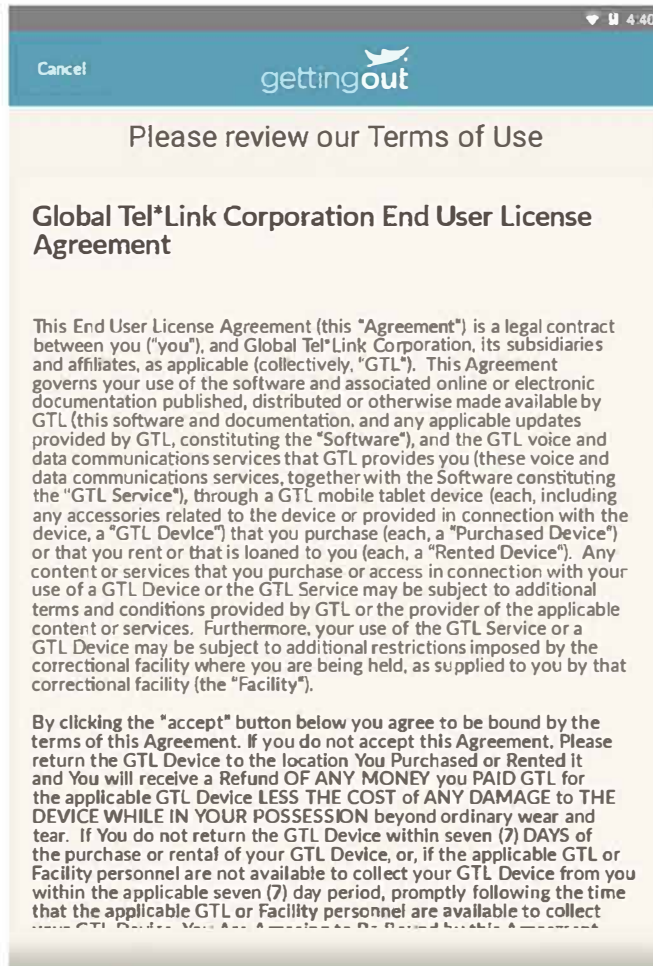 4:40
Cancel
gettingout
Please review our Terms of Use
Global Tel*Link Corporation End User License
Agreement
This End User License Agreement (this "Agreement") is a legal contract
between you ("you"), and Global Tel*Link Corporation, its subsidiaries
and affiliates, as applicable (collectively, "GTL"). This Agreement
governs your use of the software and associated online or electronic
documentation published, distributed or otherwise made available by
GTL (this software and documentation, and any applicable updates
provided by GTL, constituting the "Software"), and the GTL voice and
data communications services that GTL provides you (these voice and
data communications services, together with the Software constituting
the "GTL Service"), through a GTL mobile tablet device (each, including
any accessories related to the device or provided in connection with the
device, a "GTL Device") that you purchase (each, a "Purchased Device")
or that you rent or that is loaned to you (each, a "Rented Device"). Any
content or services that you purchase or access in connection with your
use of a GTL Device or the GTL Service may be subject to additional
terms and conditions provided by GTL or the provider of the applicable
content or services. Furthermore, your use of the GTL Service or a
GTL Device may be subject to additional restrictions imposed by the
correctional facility where you are being held, as supplied to you by that
correctional facility (the "Facility").
By clicking the "accept" button below you agree to be bound by the
terms of this Agreement. If you do not accept this Agreement, Please
return the GTL Device to the location You Purchased or Rented it
and You will receive a Refund OF ANY MONEY you PAID GTL for
the applicable GTL Device LESS THE COST of ANY DAMAGE to THE
DEVICE WHILE IN YOUR POSSESSION beyond ordinary wear and
tear. If You do not return the GTL Device within seven (7) DAYS of
the purchase or rental of your GTL Device, or, if the applicable GTL or
Facility personnel are not available to collect your GTL Device from you
within the applicable seven (7) day period, promptly following the time
that the applicable GTL or Facility personnel are available to collect
your GTL Device, You Are Agreeing to Be Bound by this Agreement